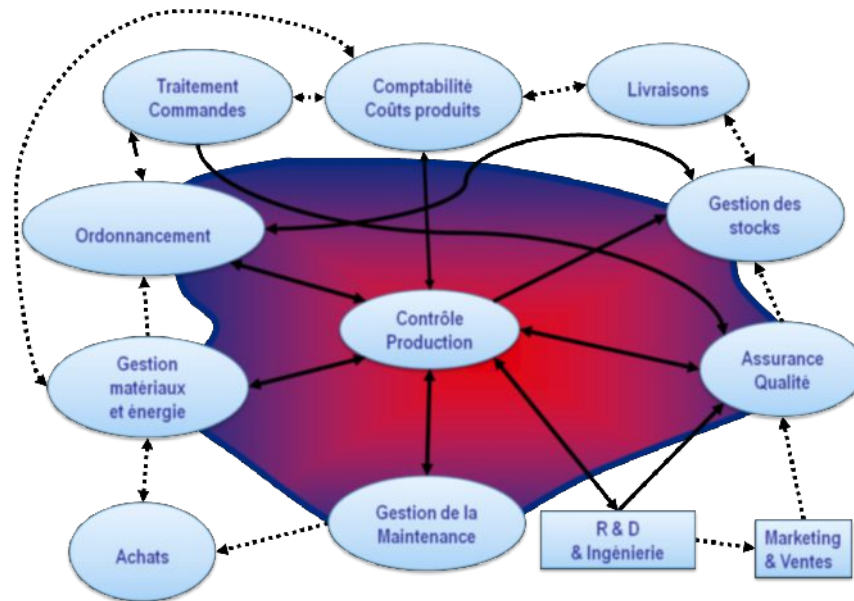 Traitement
Commandes
Comptabilité
Coûts produits
Livraisons
Ordonnancement
Gestion des
stocks
Contrôle
Production
Gestion
matériaux
et énergie
Assurance
Qualité
Gestion de la
Maintenance
Achats
R & D
& Ingénierie
Marketing
& Ventes